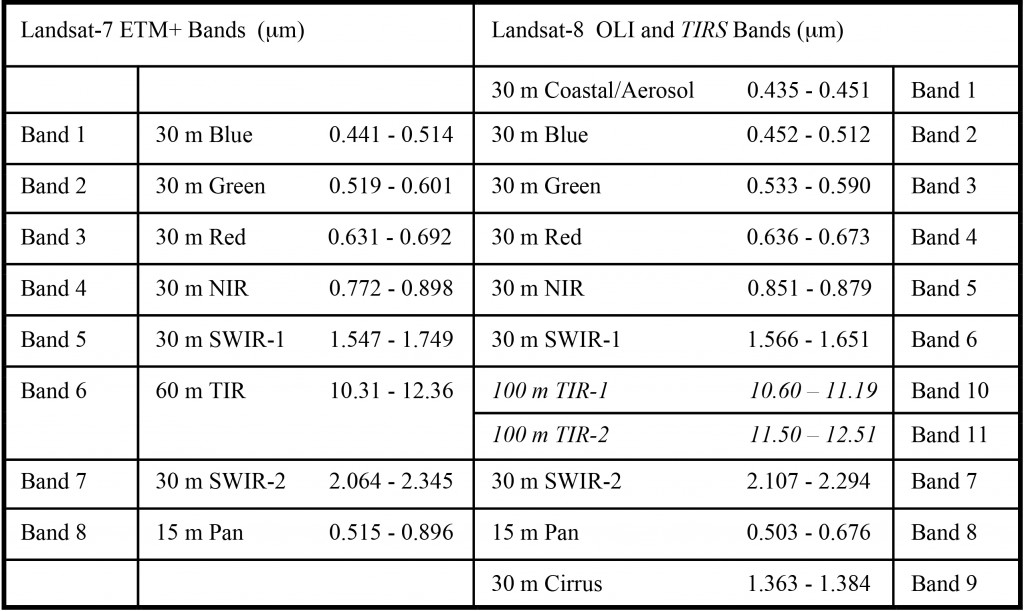 Landsat-7 ETM+ Bands (μm) Landsat-8 OLI and TIRS Bands (μm)
30 m Coastal/Aerosol 0.435 - 0.451 Band 1
Band 1 30 m Blue 0.441 - 0.514 30 m Blue 0.452 - 0.512 Band 2
Band 2 30 m Green 0.519 - 0.601 30 m Green 0.533 - 0.590 Band 3
Band 3 30 m Red 0.631 - 0.692 30 m Red 0.636 - 0.673 Band 4
Band 4 30 m NIR 0.772 - 0.898 30 m NIR 0.851 - 0.879 Band 5
Band 5 30 m SWIR-1 1.547 - 1.749 30 m SWIR-1 1.566 - 1.651 Band 6
Band 6 60 m TIR 10.31 - 12.36 100 m TIR-1 10.60 – 11.19 Band 10
100 m TIR-2 11.50 – 12.51 Band 11
Band 7 30 m SWIR-2 2.064 - 2.345 30 m SWIR-2 2.107 - 2.294 Band 7
Band 8 15 m Pan 0.515 - 0.896 15 m Pan 0.503 - 0.676 Band 8
30 m Cirrus 1.363 - 1.384 Band 9